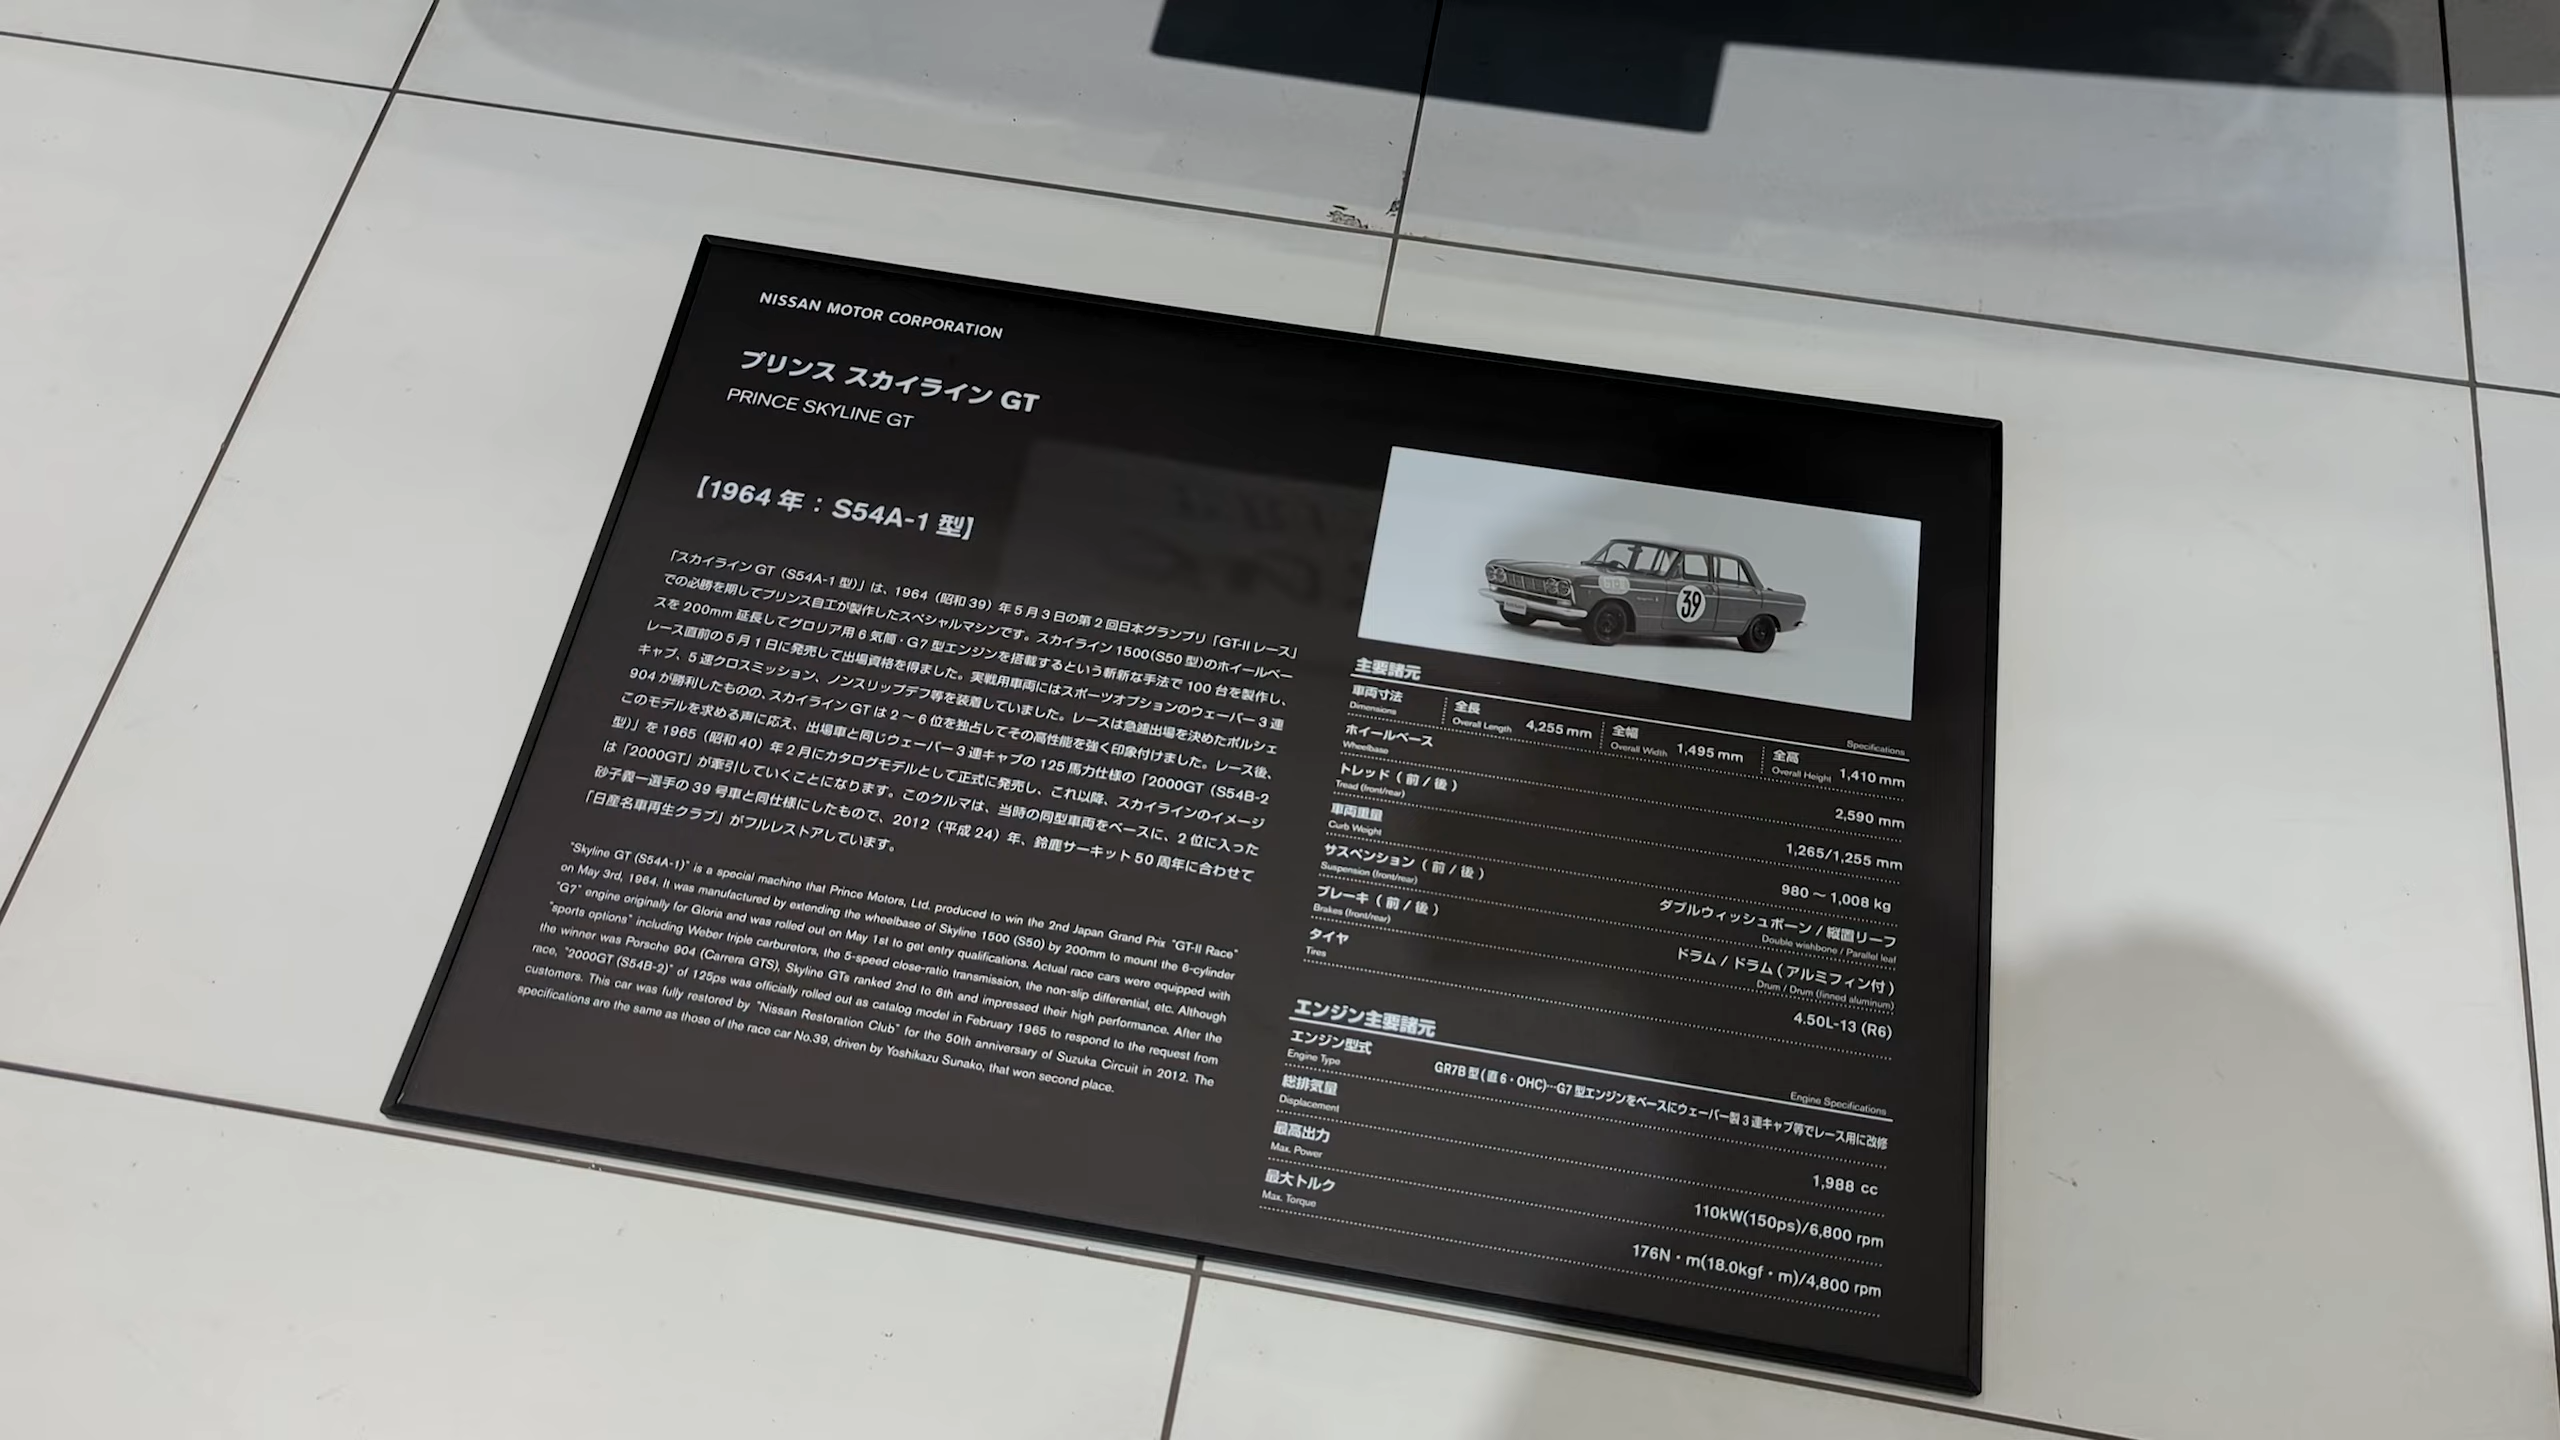 NISSAN MOTOR CORPORATION
プリンス スカイライン GT
PRINCE SKYLINE GT
【1964 年：S54A-1 型】
「スカイライン GT（S54A-1 型）」は、1964（昭和 39）年 5 月 3 日の第 2 回日本グランプリ「GT-II レース」
での必勝を期してプリンス自工が製作したスペシャルマシンです。スカイライン 1500(S50 型)のホイールベー
スを 200mm 延長してグロリア用 6 気筒・G7 型エンジンを搭載するという斬新な手法で 100 台を製作し、
レース直前の 5 月 1 日に発売して出場資格を得ました。実戦用車両にはスポーツオプションのウェーバー 3 連
キャブ、5 速クロスミッション、ノンスリップデフ等を装着していました。レースは急遽出場を決めたポルシェ
904 が勝利したものの、スカイライン GT は 2 〜 6 位を独占してその高性能を強く印象付けました。レース後、
このモデルを求める声に応え、出場車と同じウェーバー 3 連キャブの 125 馬力仕様の「2000GT（S54B-2
型）」を 1965（昭和 40）年 2 月にカタログモデルとして正式に発売し、これ以降、スカイラインのイメージ
は「2000GT」が牽引していくことになります。このクルマは、当時の同型車両をベースに、2 位に入った
砂子義一選手の 39 号車と同仕様にしたもので、2012（平成 24）年、鈴鹿サーキット 50 周年に合わせて
「日産名車再生クラブ」がフルレストアしています。
"Skyline GT (S54A-1)" is a special machine that Prince Motors, Ltd. produced to win the 2nd Japan Grand Prix "GT-II Race"
on May 3rd, 1964. It was manufactured by extending the wheelbase of Skyline 1500 (S50) by 200mm to mount the 6-cylinder
"G7" engine originally for Gloria and was rolled out on May 1st to get entry qualifications. Actual race cars were equipped with
"sports options" including Weber triple carburetors, the 5-speed close-ratio transmission, the non-slip differential, etc. Although
the winner was Porsche 904 (Carrera GTS), Skyline GTs ranked 2nd to 6th and impressed their high performance. After the
race, "2000GT (S54B-2)" of 125ps was officially rolled out as catalog model in February 1965 to respond to the request from
customers. This car was fully restored by "Nissan Restoration Club" for the 50th anniversary of Suzuka Circuit in 2012. The
specifications are the same as those of the race car No.39, driven by Yoshikazu Sunako, that won second place.
39
主要諸元
Specifications
車両寸法 全長 4,255 mm 全幅 1,495 mm 全高 1,410 mm
Dimensions Overall Length Overall Width Overall Height
ホイールベース 2,590 mm
Wheelbase
トレッド ( 前 / 後 ) 1,265/1,255 mm
Tread (front/rear)
車両重量 980 〜 1,008 kg
Curb Weight
サスペンション ( 前 / 後 ) ダブルウィッシュボーン / 縦置リーフ
Suspension (front/rear) Double wishbone / Parallel leaf
ブレーキ ( 前 / 後 ) ドラム / ドラム ( アルミフィン付 )
Brakes (front/rear) Drum / Drum (finned aluminum)
タイヤ 4.50L-13 (R6)
Tires
エンジン主要諸元
Engine Specifications
エンジン型式 GR7B 型 ( 直 6・OHC)…G7 型エンジンをベースにウェーバー製 3 連キャブ等でレース用に改修
Engine Type
総排気量 1,988 cc
Displacement
最高出力 110kW(150ps)/6,800 rpm
Max. Power
最大トルク 176N・m(18.0kgf・m)/4,800 rpm
Max. Torque